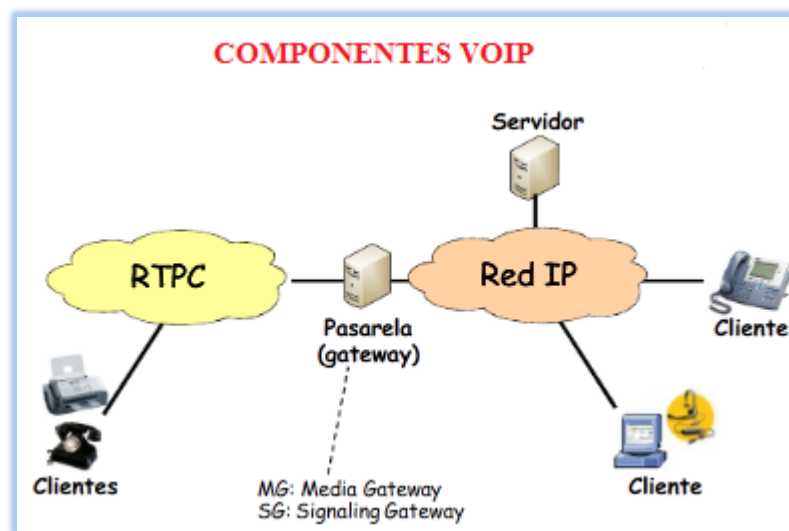 COMPONENTES VOIP
Servidor
RTPC
Red IP
Pasarela
(gateway)
Cliente
Clientes
MG: Media Gateway
SG: Signaling Gateway
Cliente